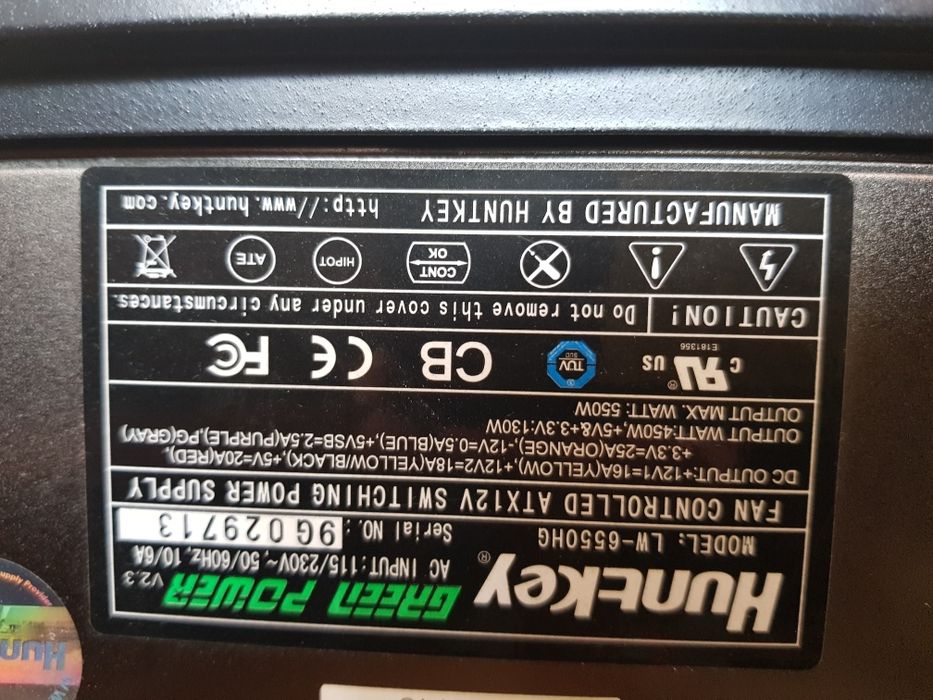 Huntkey® GREEN POWER V2.3
MODEL: LW-6550HG
AC INPUT:115/230V~, 50/60Hz, 10/6A
Serial NO.: 9G029713
FAN CONTROLLED ATX12V SWITCHING POWER SUPPLY
DC OUTPUT:+12V1=16A(YELLOW),+12V2=18A(YELLOW/BLACK),+5V=20A(RED),
+3.3V=25A(ORANGE),-12V=0.5A(BLUE),+5VSB=2.5A(PURPLE),PG(GRAY)
OUTPUT WATT:450W,+5V&+3.3V:130W
OUTPUT MAX. WATT: 550W
C RU® US
E181356
TÜV
SÜD
CB
CE
FC
CAUTION!
Do not remove this cover under any circumstances.
CONT
OK
HIPOT
ATE
MANUFACTURED BY HUNTKEY
http://www.huntkey.com
Hun